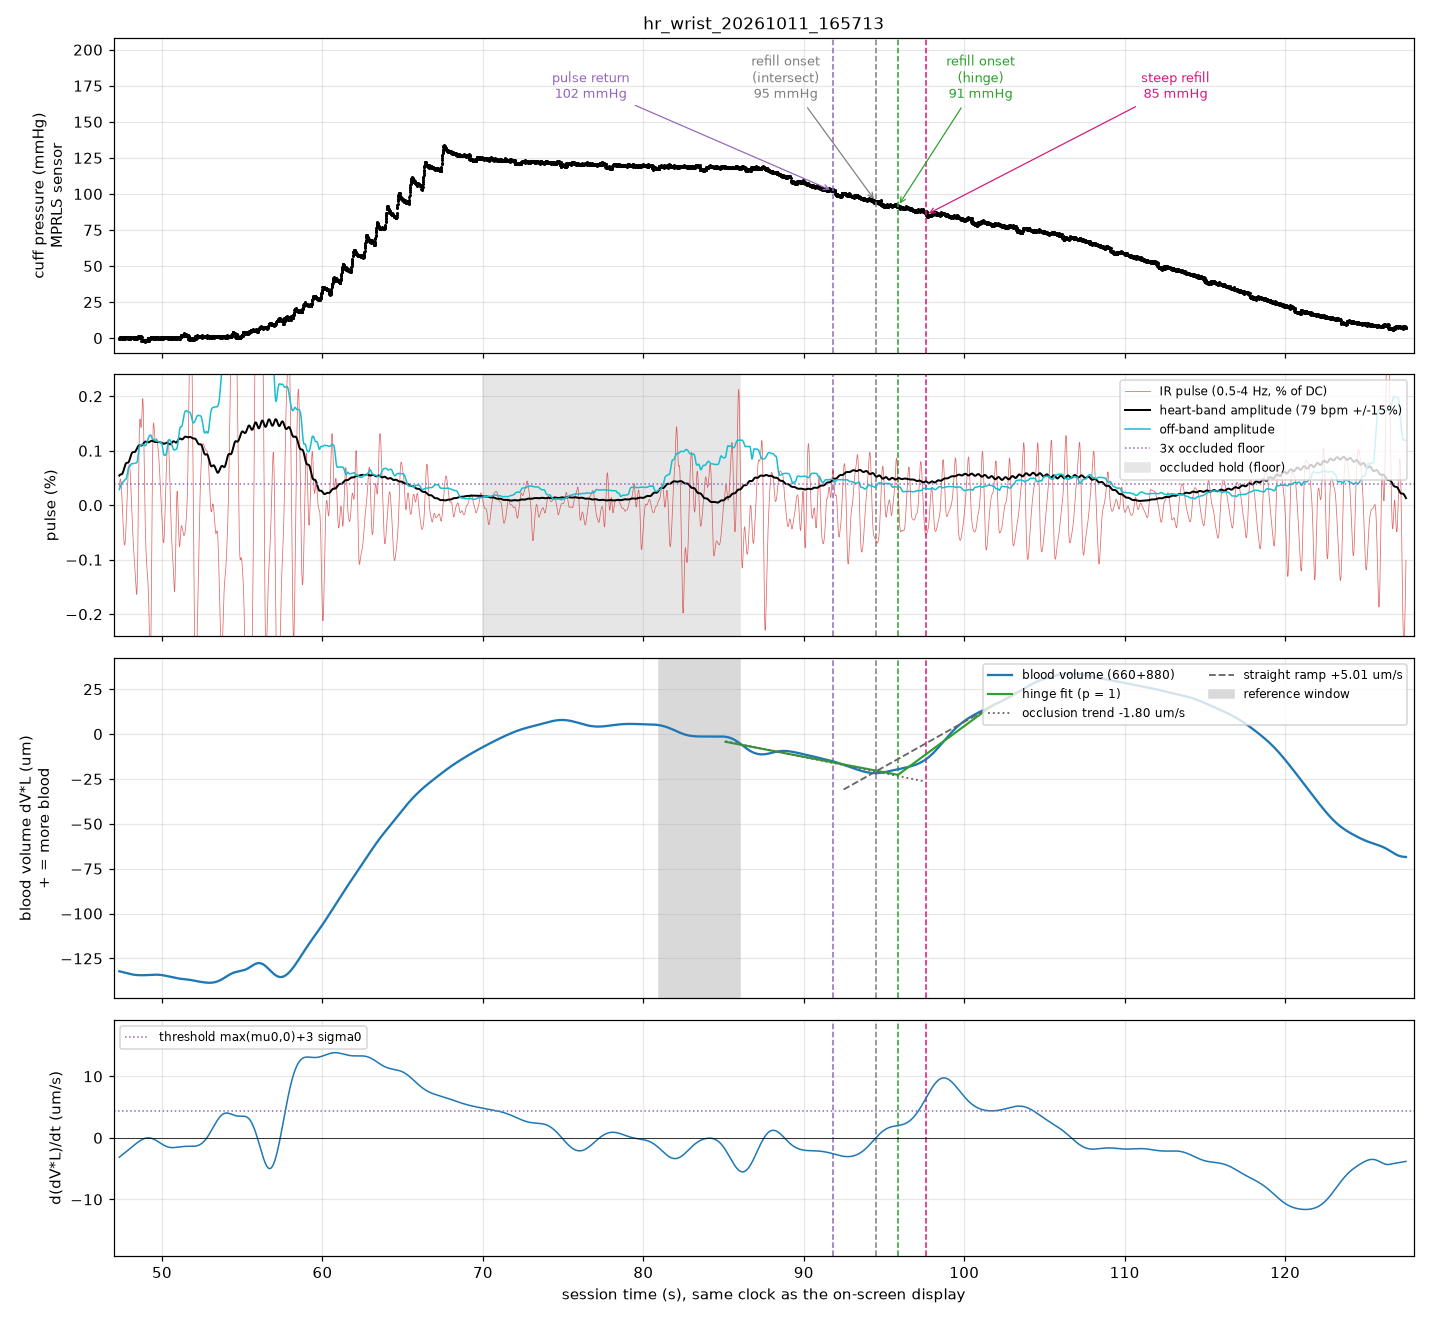 hr_wrist_20261011_165713
cuff pressure (mmHg)
MPRLS sensor
200
175
150
125
100
75
50
25
0
pulse return
102 mmHg
refill onset
(intersect)
95 mmHg
refill onset
(hinge)
91 mmHg
steep refill
85 mmHg
pulse (%)
0.2
0.1
0.0
−0.1
−0.2
IR pulse (0.5-4 Hz, % of DC)
heart-band amplitude (79 bpm +/-15%)
off-band amplitude
3x occluded floor
occluded hold (floor)
blood volume dV*L (um)
+ = more blood
25
0
−25
−50
−75
−100
−125
blood volume (660+880)
hinge fit (p = 1)
occlusion trend -1.80 um/s
straight ramp +5.01 um/s
reference window
d(dV*L)/dt (um/s)
10
0
−10
threshold max(mu0,0)+3 sigma0
50 60 70 80 90 100 110 120
session time (s), same clock as the on-screen display